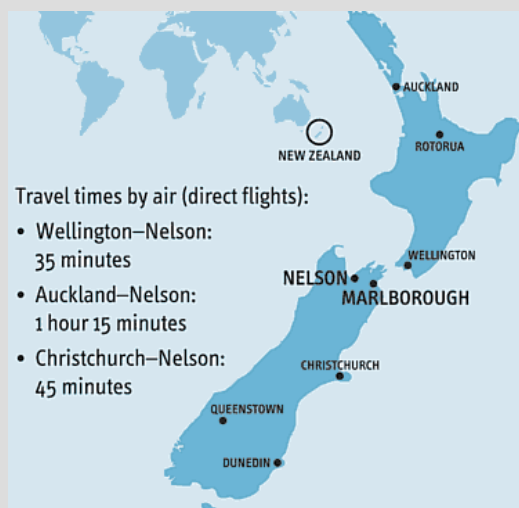 AUCKLAND
ROTORUA
NEW ZEALAND
Travel times by air (direct flights):
• Wellington–Nelson:
35 minutes
• Auckland–Nelson:
1 hour 15 minutes
• Christchurch–Nelson:
45 minutes
WELLINGTON
NELSON
MARLBOROUGH
CHRISTCHURCH
QUEENSTOWN
DUNEDIN